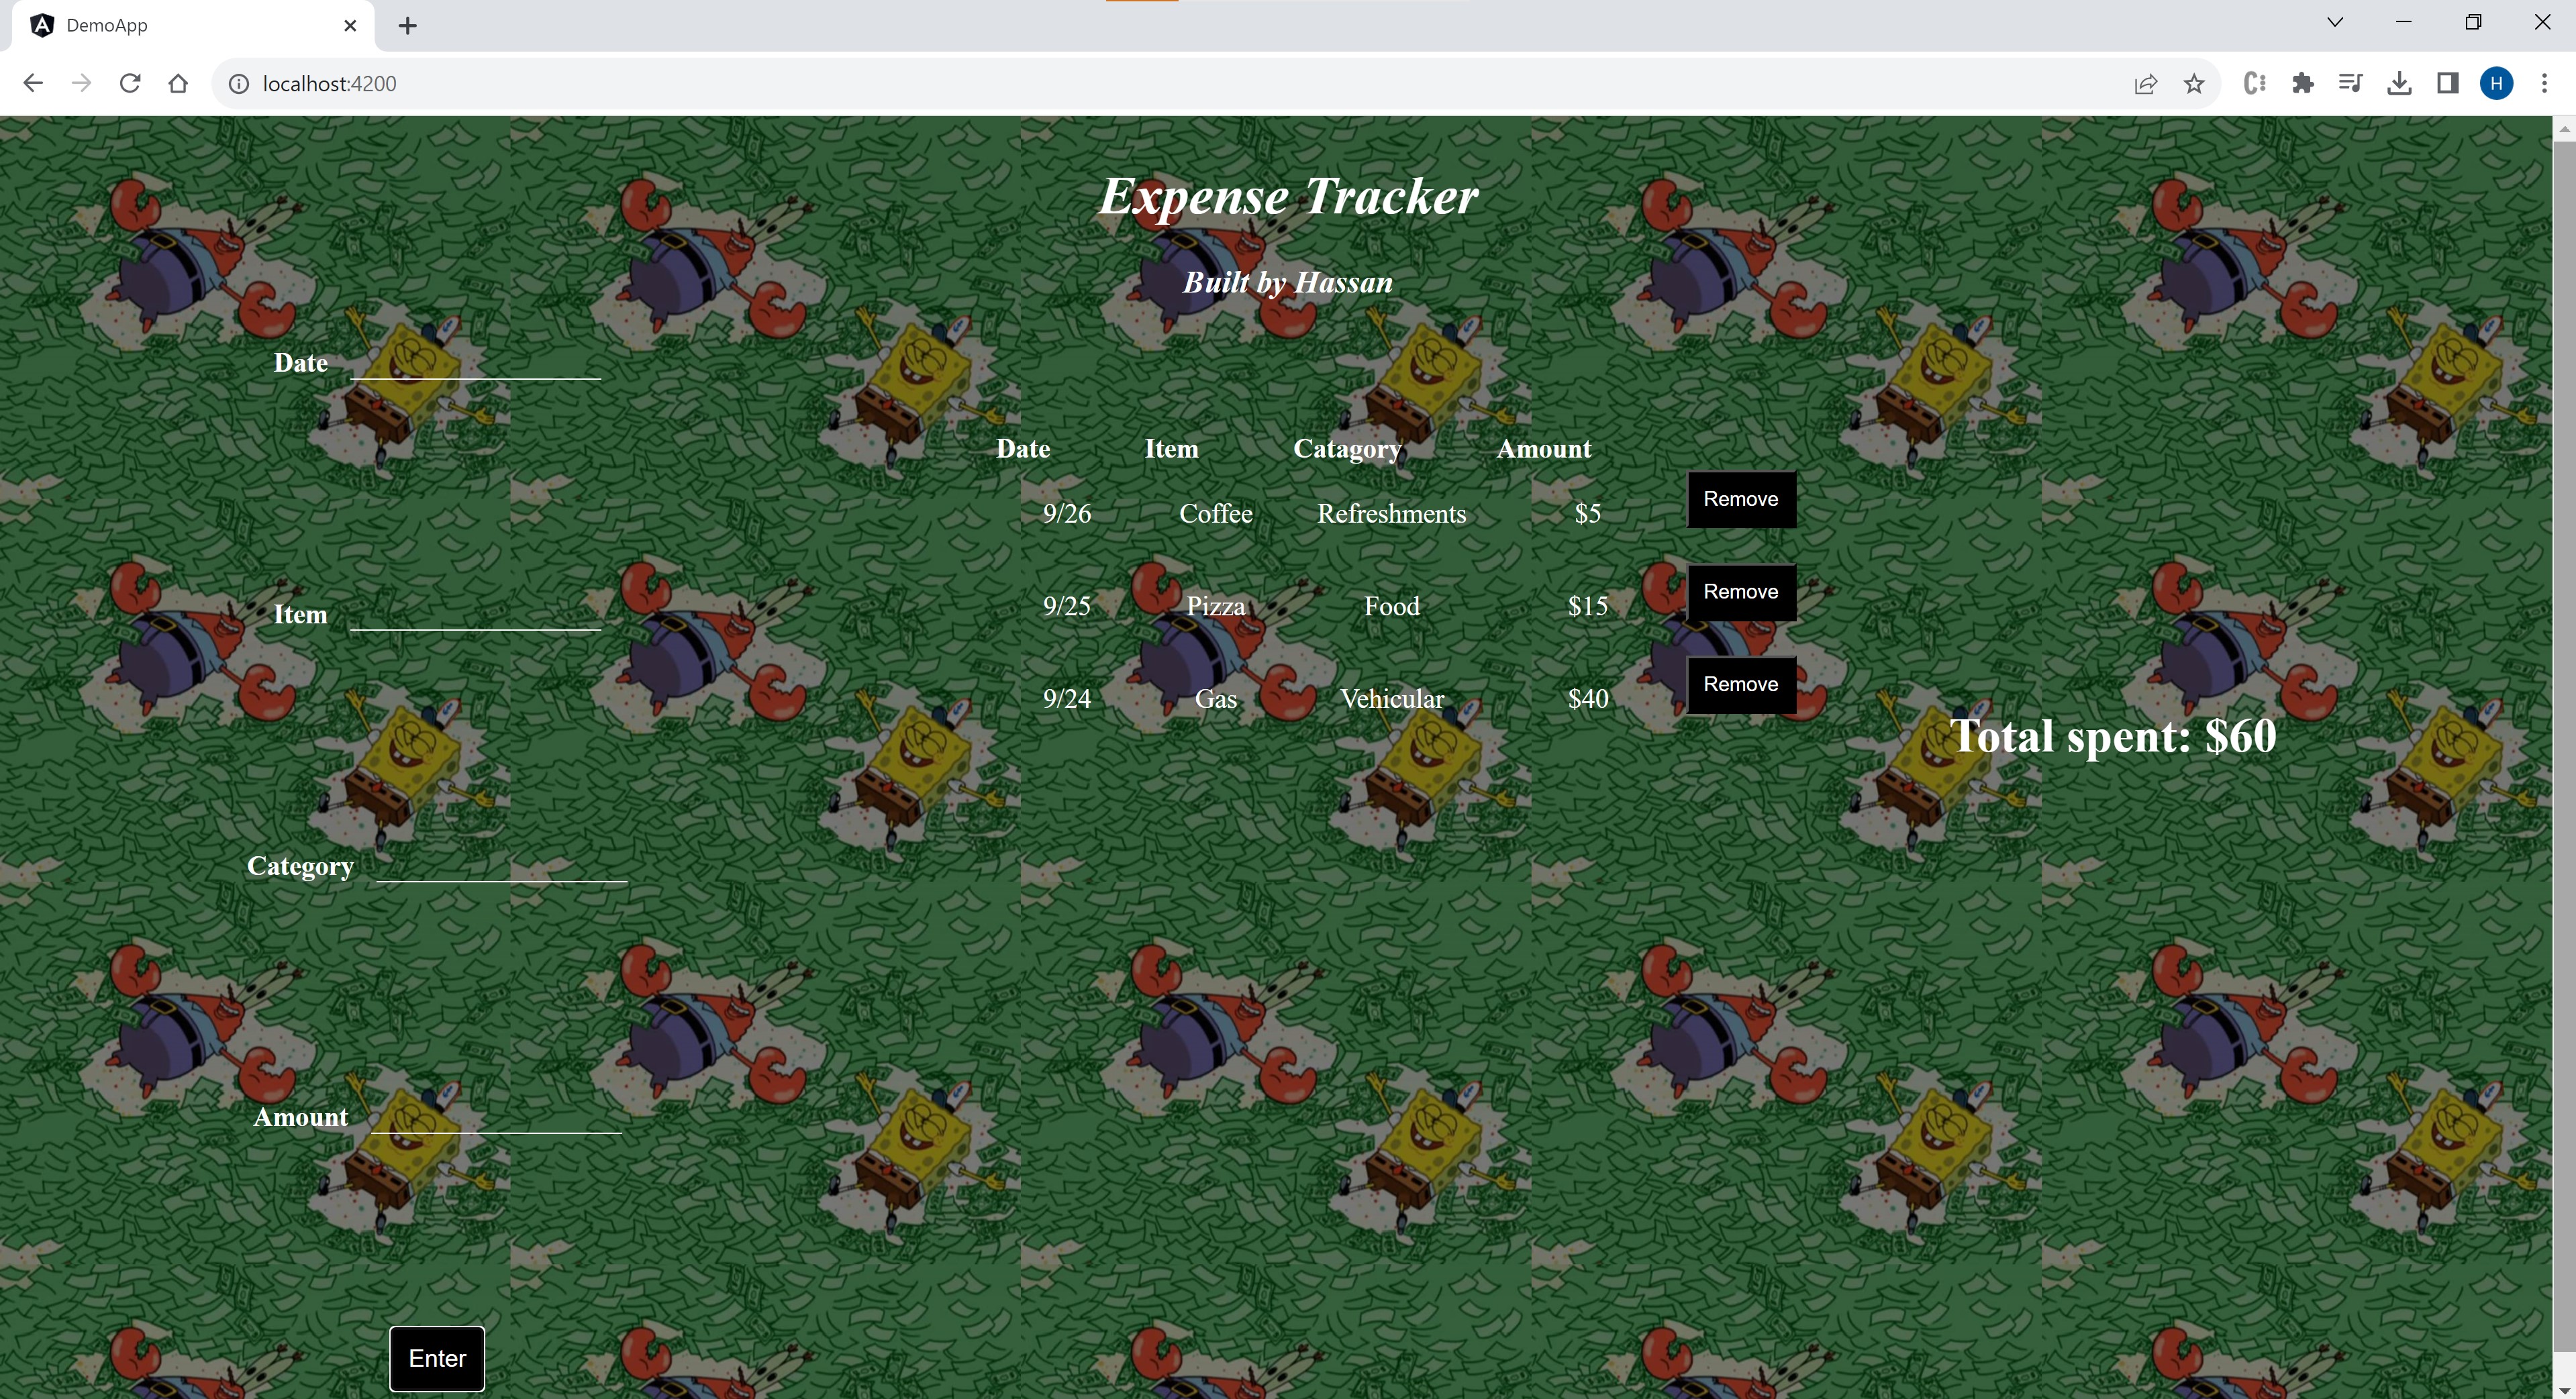 DemoApp
localhost:4200
H
Expense Tracker
Built by Hassan
Date
Item
Category
Amount
Enter
Date Item Catagory Amount
9/26 Coffee Refreshments $5 Remove
9/25 Pizza Food $15 Remove
9/24 Gas Vehicular $40 Remove
Total spent: $60